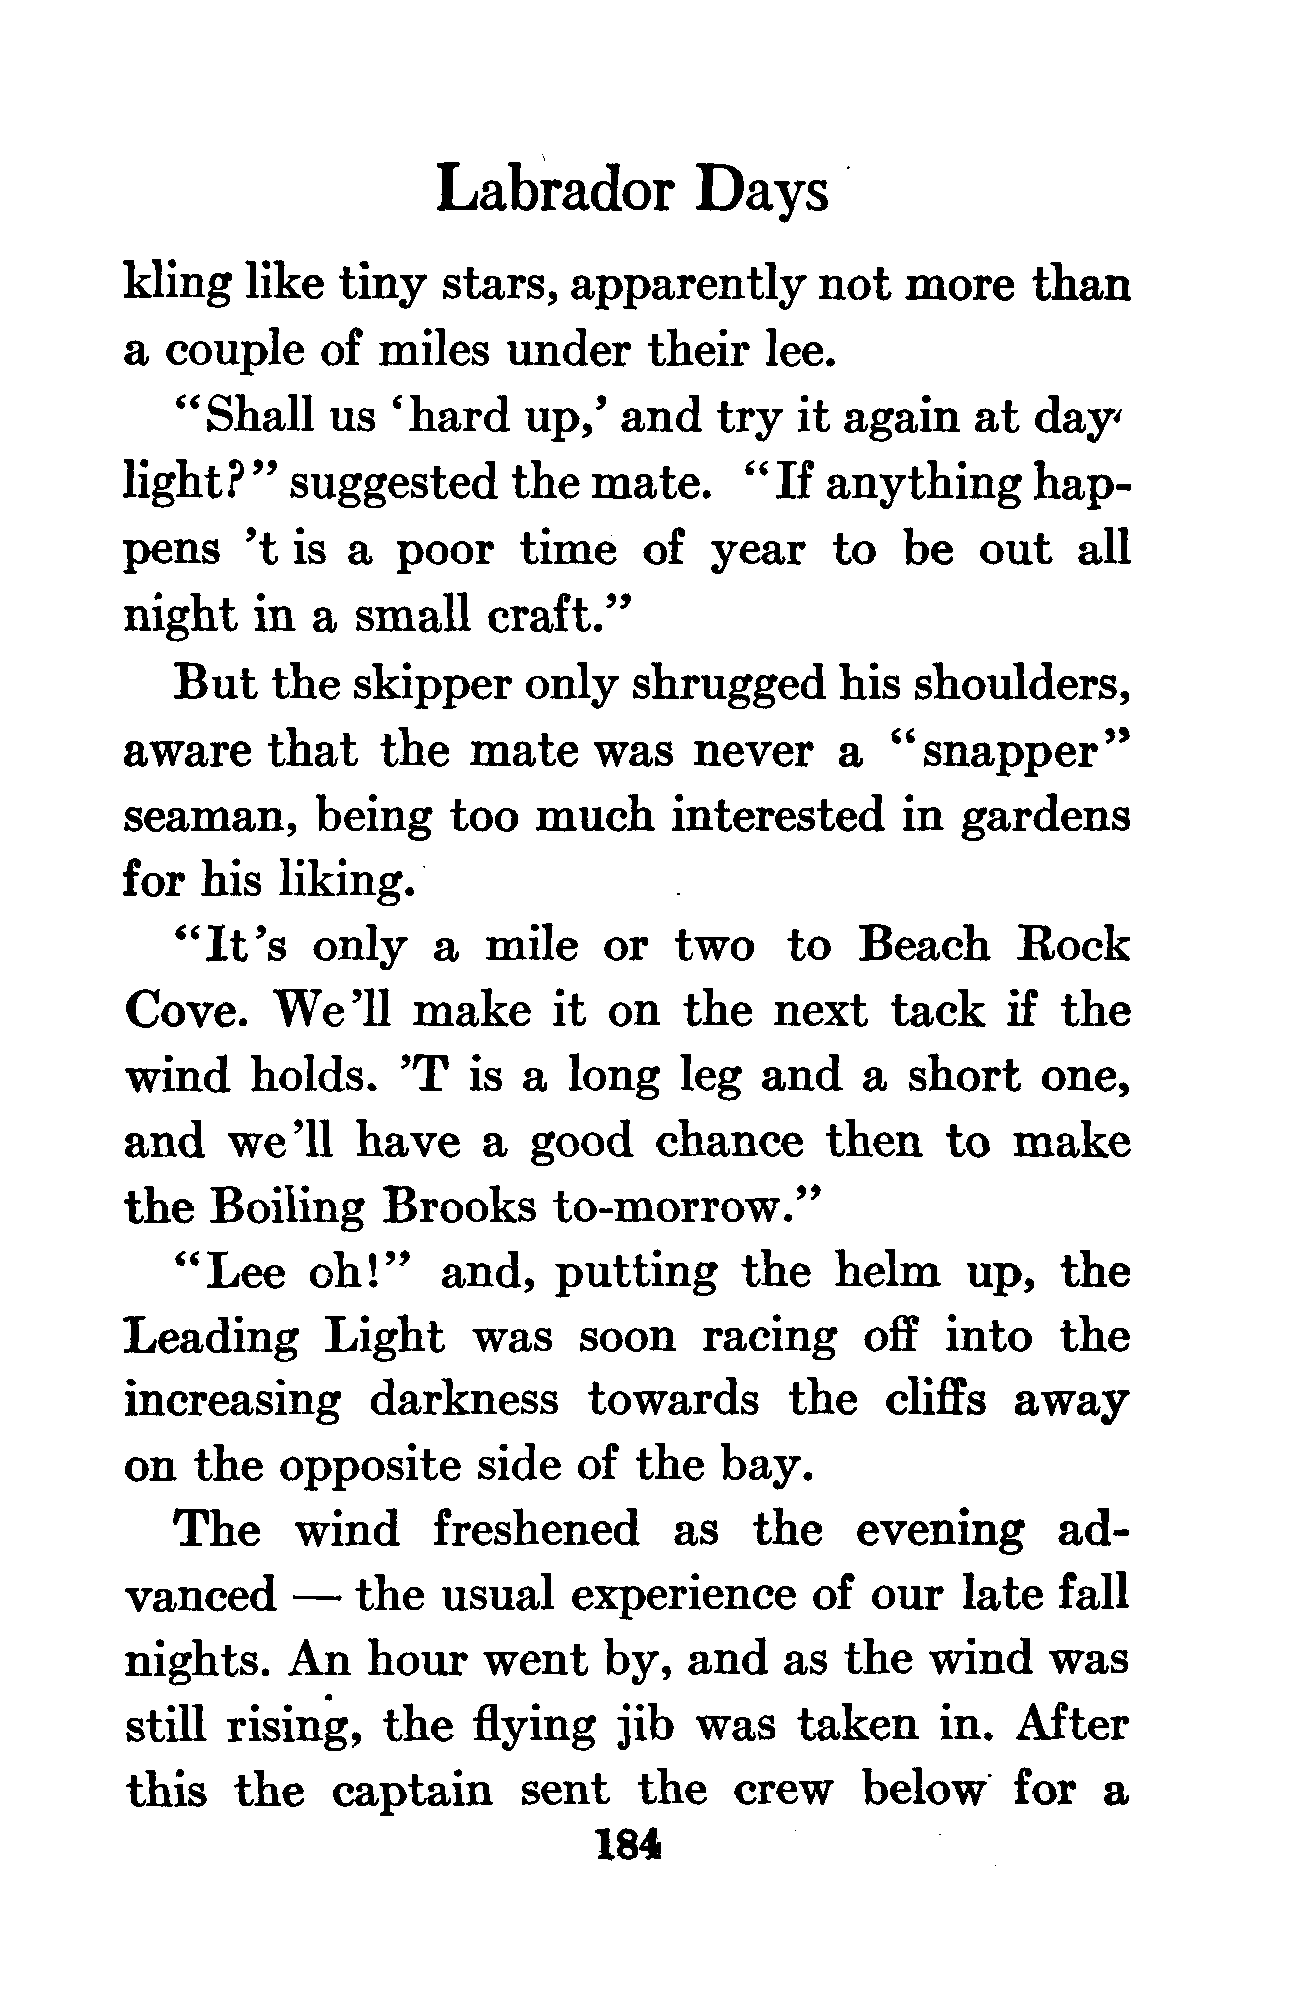 Labrador Days
kling like tiny stars, apparently not more than
a couple of miles under their lee.
“Shall us ‘hard up,’ and try it again at day-
light?” suggested the mate. “If anything hap-
pens ’t is a poor time of year to be out all
night in a small craft.”
But the skipper only shrugged his shoulders,
aware that the mate was never a “snapper”
seaman, being too much interested in gardens
for his liking.
“It’s only a mile or two to Beach Rock
Cove. We’ll make it on the next tack if the
wind holds. ’T is a long leg and a short one,
and we’ll have a good chance then to make
the Boiling Brooks to-morrow.”
“Lee oh!” and, putting the helm up, the
Leading Light was soon racing off into the
increasing darkness towards the cliffs away
on the opposite side of the bay.
The wind freshened as the evening ad-
vanced — the usual experience of our late fall
nights. An hour went by, and as the wind was
still rising, the flying jib was taken in. After
this the captain sent the crew below for a
184